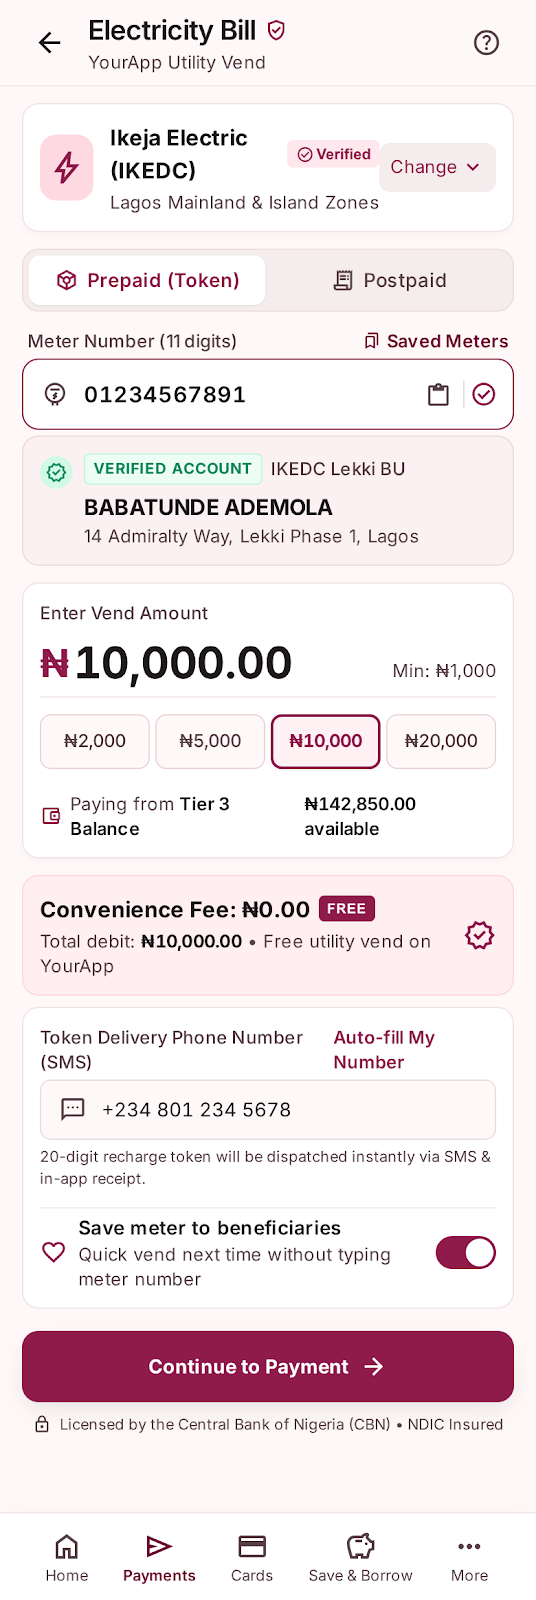 Electricity Bill
YourApp Utility Vend
Ikeja Electric
(IKEDC)
Verified
Change
Lagos Mainland & Island Zones
Prepaid (Token)
Postpaid
Meter Number (11 digits)
Saved Meters
01234567891
VERIFIED ACCOUNT IKEDC Lekki BU
BABATUNDE ADEMOLA
14 Admiralty Way, Lekki Phase 1, Lagos
Enter Vend Amount
₦10,000.00
Min: ₦1,000
₦2,000
₦5,000
₦10,000
₦20,000
Paying from Tier 3
Balance
₦142,850.00
available
Convenience Fee: ₦0.00 FREE
Total debit: ₦10,000.00 • Free utility vend on
YourApp
Token Delivery Phone Number
(SMS)
Auto-fill My
Number
+234 801 234 5678
20-digit recharge token will be dispatched instantly via SMS &
in-app receipt.
Save meter to beneficiaries
Quick vend next time without typing
meter number
Continue to Payment
Licensed by the Central Bank of Nigeria (CBN) • NDIC Insured
Home
Payments
Cards
Save & Borrow
More